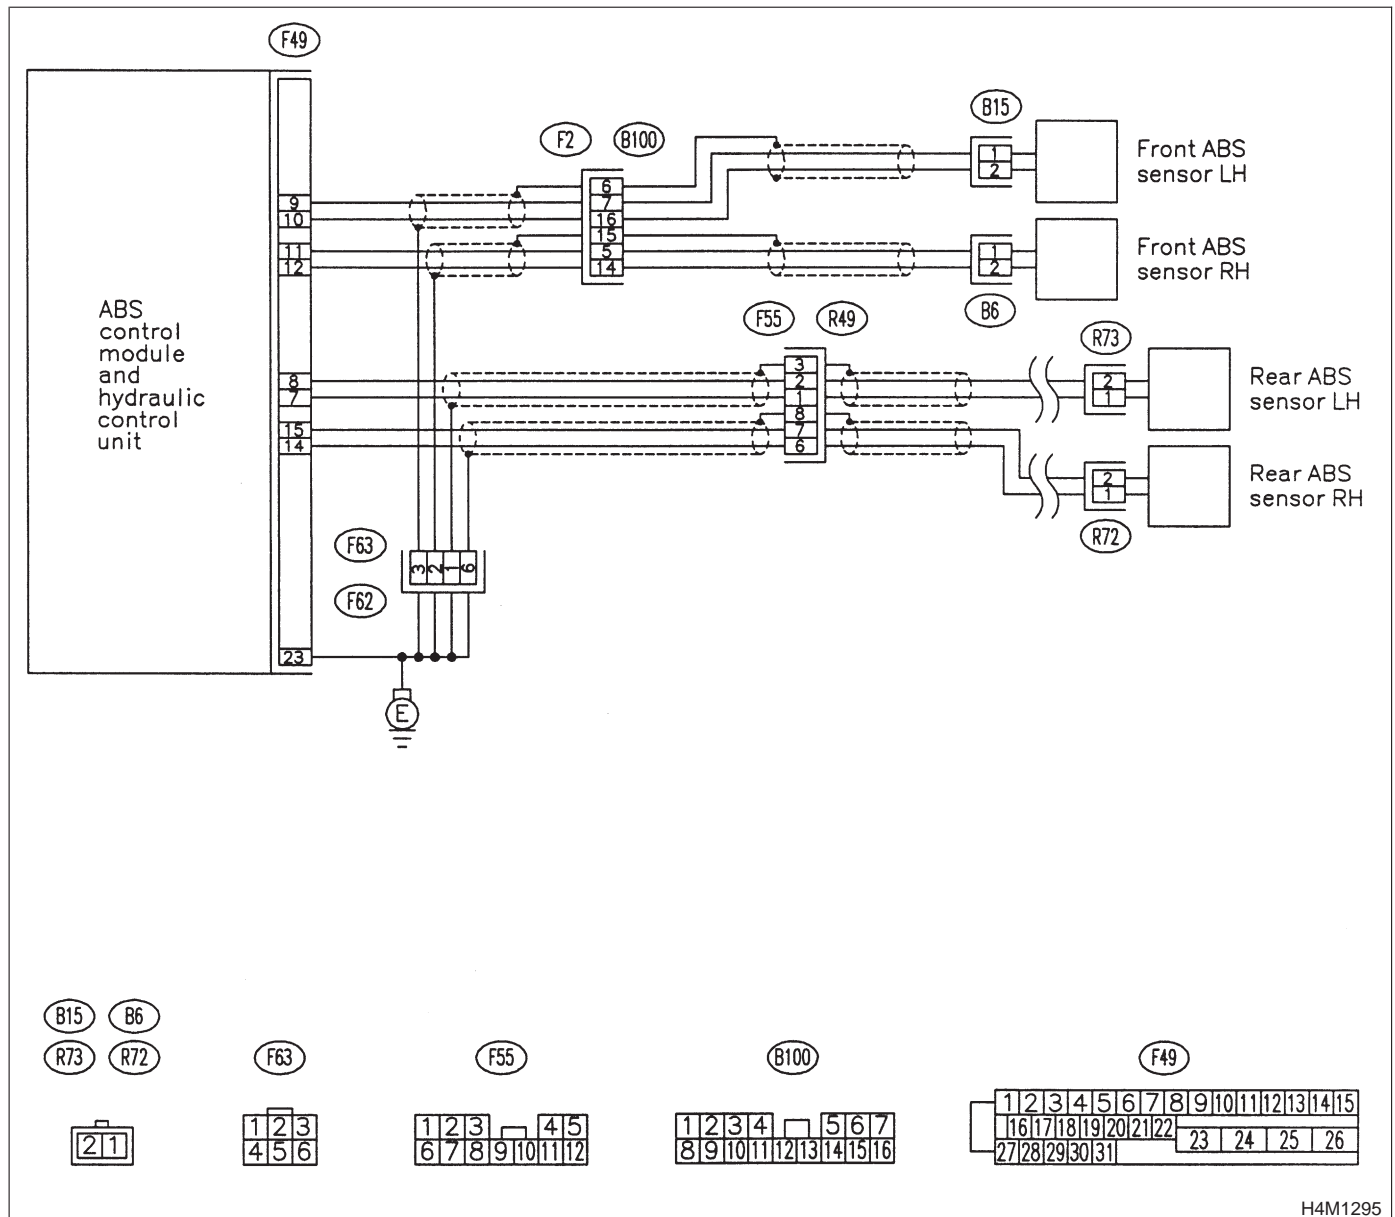 F49
B15
F2 B100
1
2
Front ABS
sensor LH
6
7
16
15
5
14
9
10
11
12
1
2
Front ABS
sensor RH
B6
ABS
control
module
and
hydraulic
control
unit
F55 R49
R73
3
2
1
8
7
6
8
7
15
14
2
1
Rear ABS
sensor LH
2
1
Rear ABS
sensor RH
R72
F63
3 2 1 6
F62
23
E
B15 B6
R73 R72
F63
F55
B100
F49
2 1
1 2 3
4 5 6
1 2 3 4 5
6 7 8 9 10 11 12
1 2 3 4 5 6 7
8 9 10 11 12 13 14 15 16
1 2 3 4 5 6 7 8 9 10 11 12 13 14 15
16 17 18 19 20 21 22 23 24 25 26
27 28 29 30 31
H4M1295